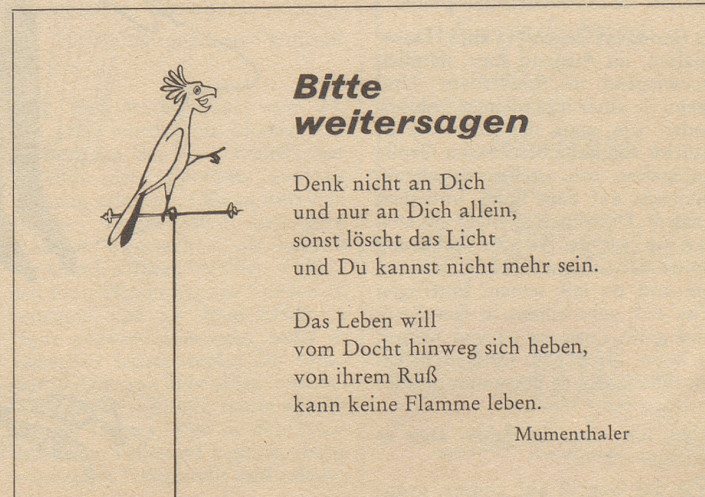 Bitte
weitersagen
Denk nicht an Dich
und nur an Dich allein,
sonst löscht das Licht
und Du kannst nicht mehr sein.
Das Leben will
vom Docht hinweg sich heben,
von ihrem Ruß
kann keine Flamme leben.
Mumenthaler